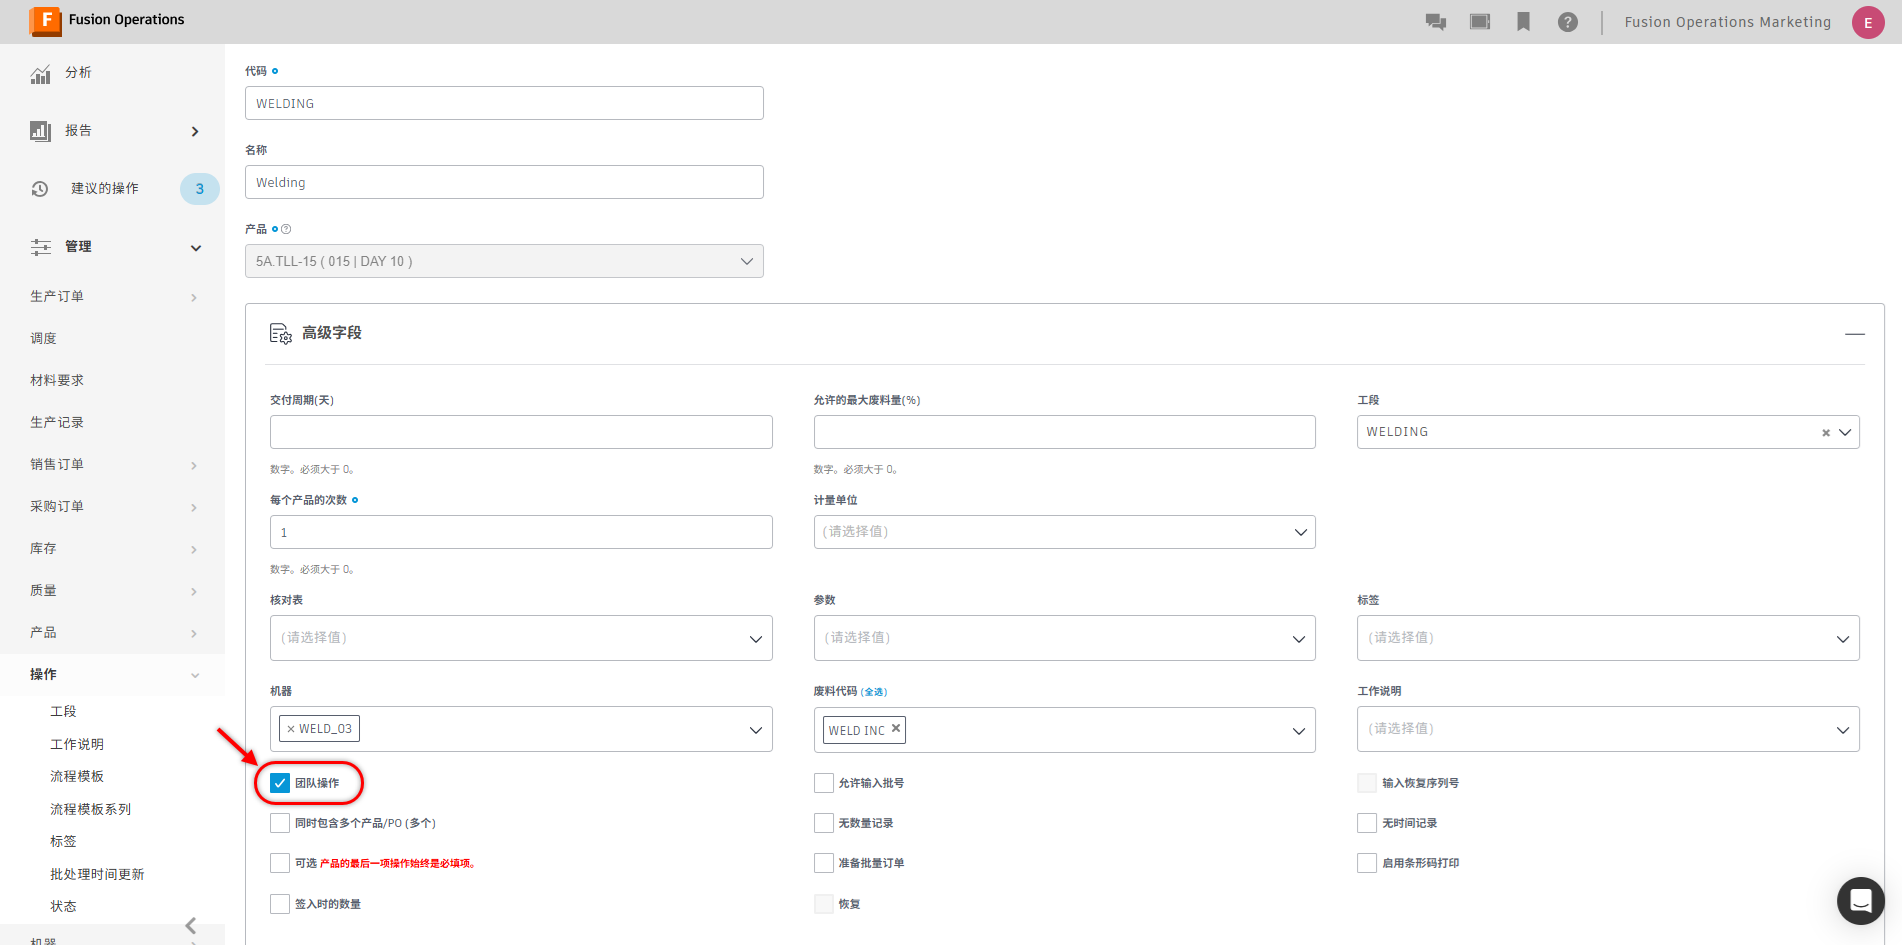 F Fusion Operations
Fusion Operations Marketing
E
分析
报告
建议的操作
3
管理
生产订单
调度
材料要求
生产记录
销售订单
采购订单
库存
质量
产品
操作
工段
工作说明
流程模板
流程模板系列
标签
批处理时间更新
状态
机器
代码
WELDING
名称
Welding
产品
5A.TLL-15 ( 015 | DAY 10 )
高级字段
交付周期(天)
允许的最大废料量(%)
工段
WELDING
数字。必须大于 0。
数字。必须大于 0。
每个产品的次数
计量单位
1
(请选择值)
数字。必须大于 0。
核对表
参数
标签
(请选择值)
(请选择值)
(请选择值)
机器
废料代码 (全选)
工作说明
× WELD_03
WELD INC ×
(请选择值)
团队操作
允许输入批号
输入恢复序列号
同时包含多个产品/PO (多个)
无数量记录
无时间记录
可选 产品的最后一项操作始终是必填项。
准备批量订单
启用条形码打印
签入时的数量
恢复